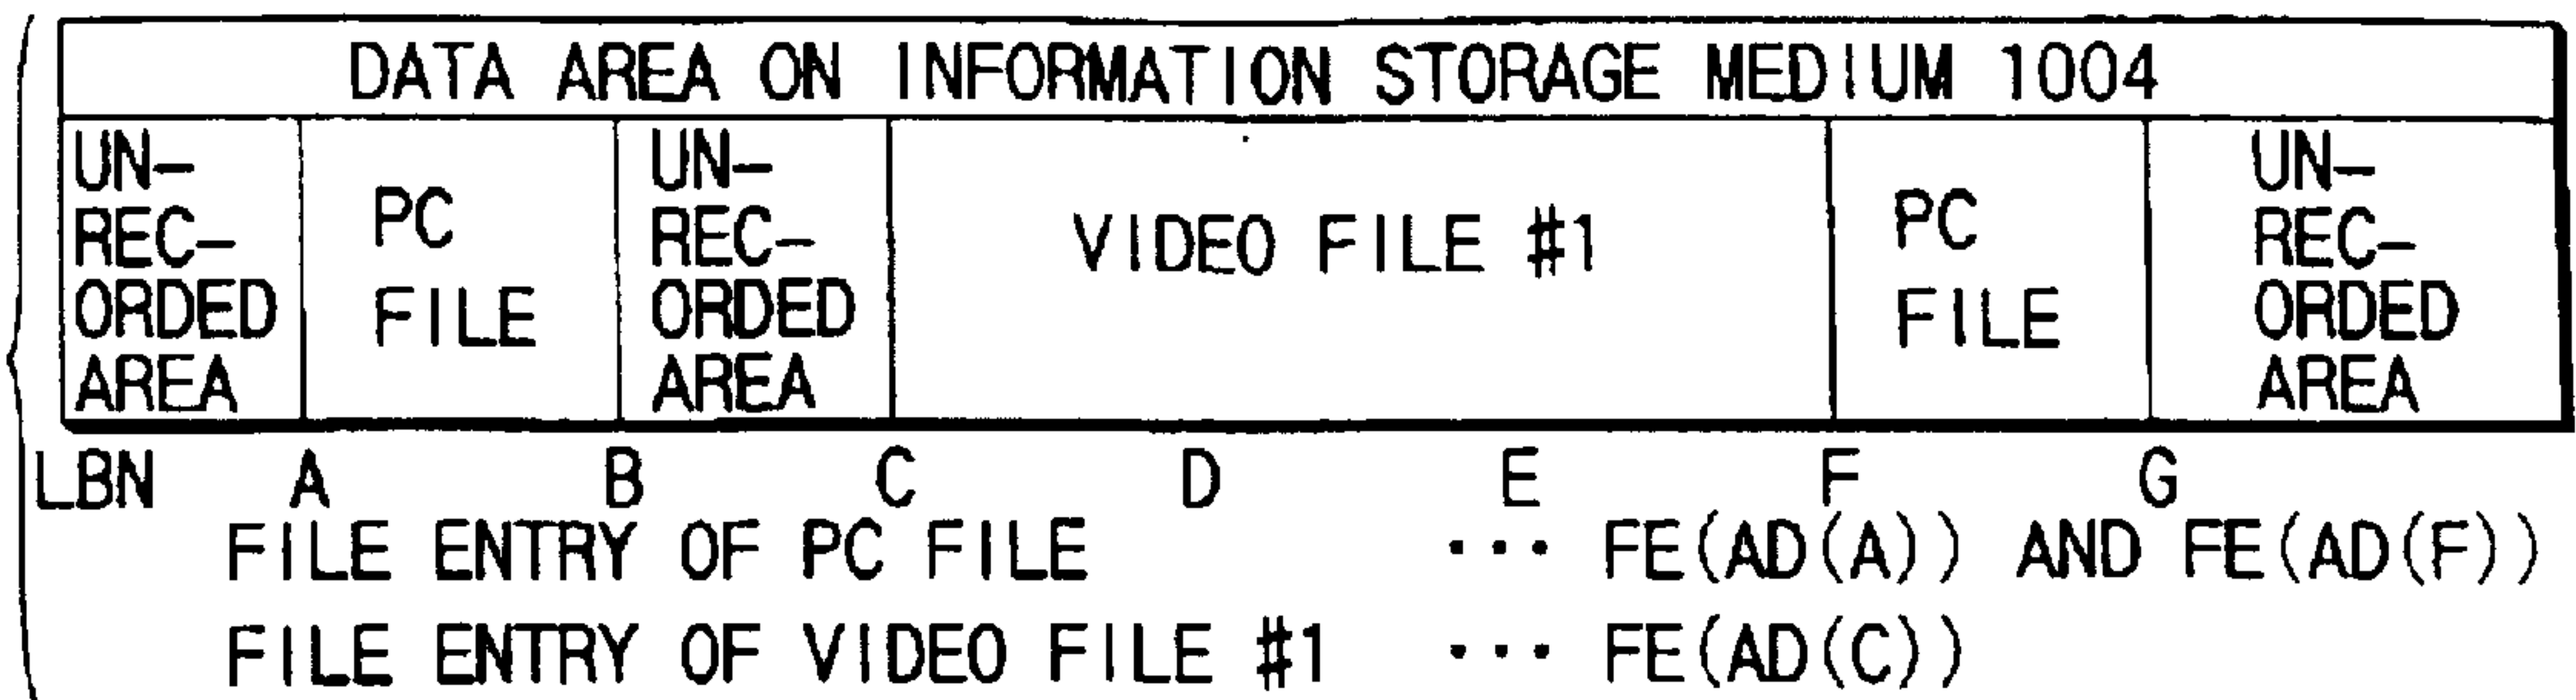 DATA AREA ON INFORMATION STORAGE MEDIUM 1004
UN-
REC-
ORDED
AREA
PC
FILE
UN-
REC-
ORDED
AREA
VIDEO FILE #1
PC
FILE
UN-
REC-
ORDED
AREA
LBN A B C D E F G
FILE ENTRY OF PC FILE ... FE(AD(A)) AND FE(AD(F))
FILE ENTRY OF VIDEO FILE #1 ... FE(AD(C))